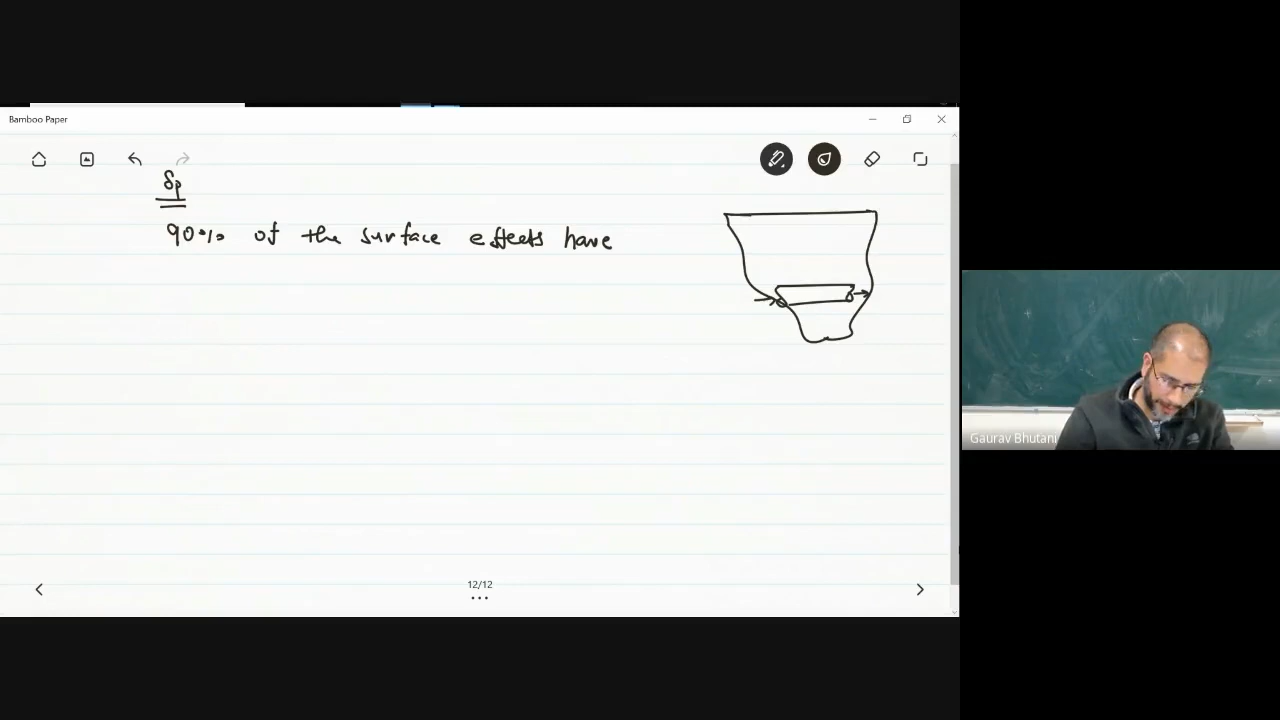 Bamboo Paper
δp
90% of the surface effects have
12/12
Gaurav Bhutani